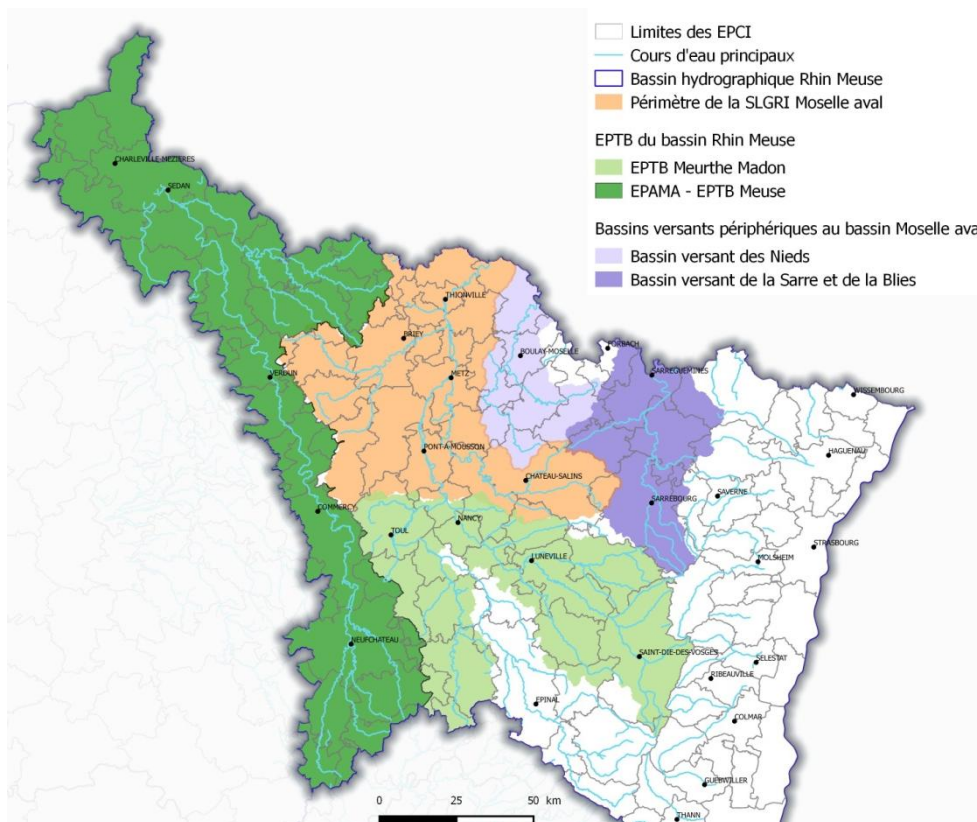 Limites des EPCI
Cours d'eau principaux
Bassin hydrographique Rhin Meuse
Périmètre de la SLGRI Moselle aval
EPTB du bassin Rhin Meuse
EPTB Meurthe Madon
EPAMA - EPTB Meuse
Bassins versants périphériques au bassin Moselle ava
Bassin versant des Nieds
Bassin versant de la Sarre et de la Blies
CHARLEVILLE-MEZIERES
SEDAN
THIONVILLE
BRIEY
BOULAY-MOSELLE
FORBACH
SARREGUEMINES
VERDUN
METZ
WISSEMBOURG
PONT-A-MOUSSON
HAGUENAU
CHATEAU-SALINS
SAVERNE
SARREBOURG
COMMERCY
NANCY
TOUL
STRASBOURG
LUNEVILLE
MOLSHEIM
NEUFCHATEAU
SAINT-DIE-DES-VOSGES
SELESTAT
RIBEAUVILLE
EPINAL
COLMAR
GUEBWILLER
THANN
0 25 50 km